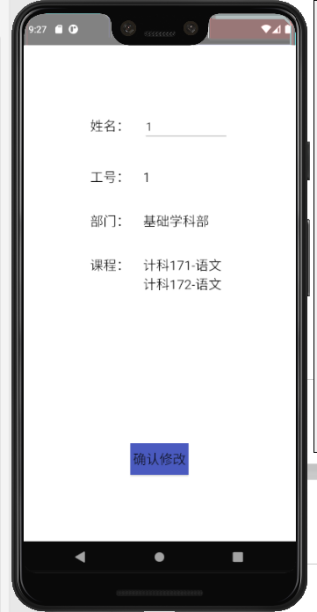 9:27
姓名： 1
工号： 1
部门： 基础学科部
课程： 计科171-语文
计科172-语文
确认修改